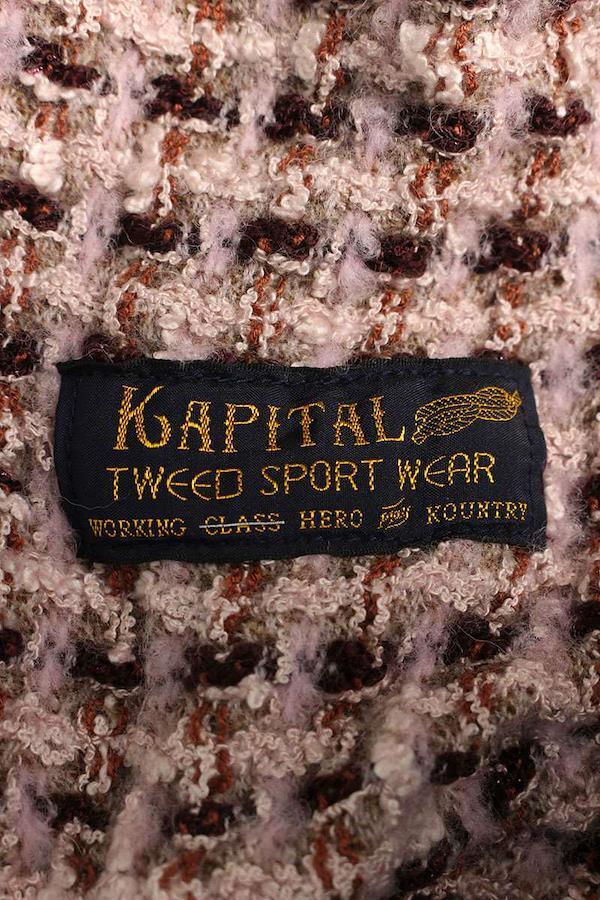 KAPITAL
TWEED SPORT WEAR
WORKING CLASS HERO KOUNTRY